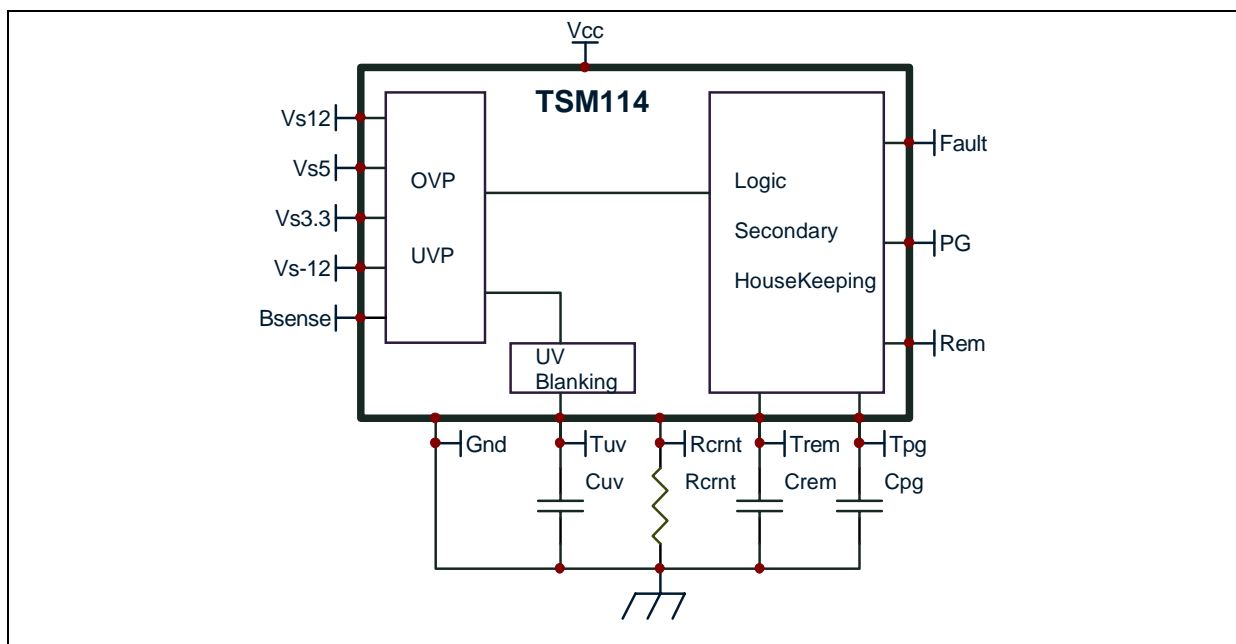 Vcc
TSM114
Vs12
Vs5
Vs3.3
Vs-12
Bsense
OVP
UVP
UV
Blanking
Logic
Secondary
HouseKeeping
Fault
PG
Rem
Gnd
Tuv
Rcrnt
Trem
Tpg
Cuv
Rcrnt
Crem
Cpg